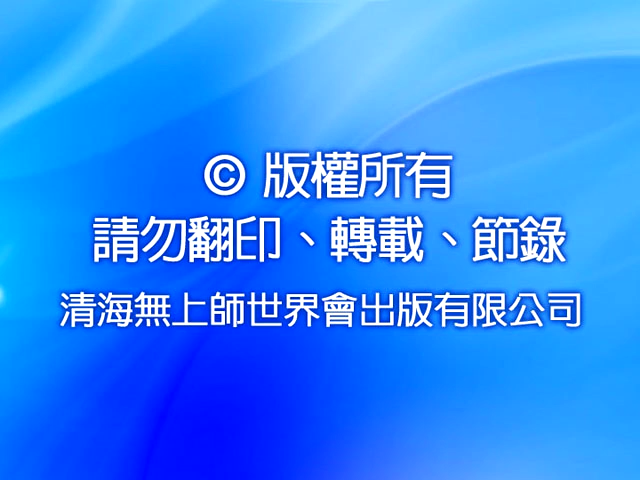 © 版權所有
請勿翻印、轉載、節錄
清海無上師世界會出版有限公司